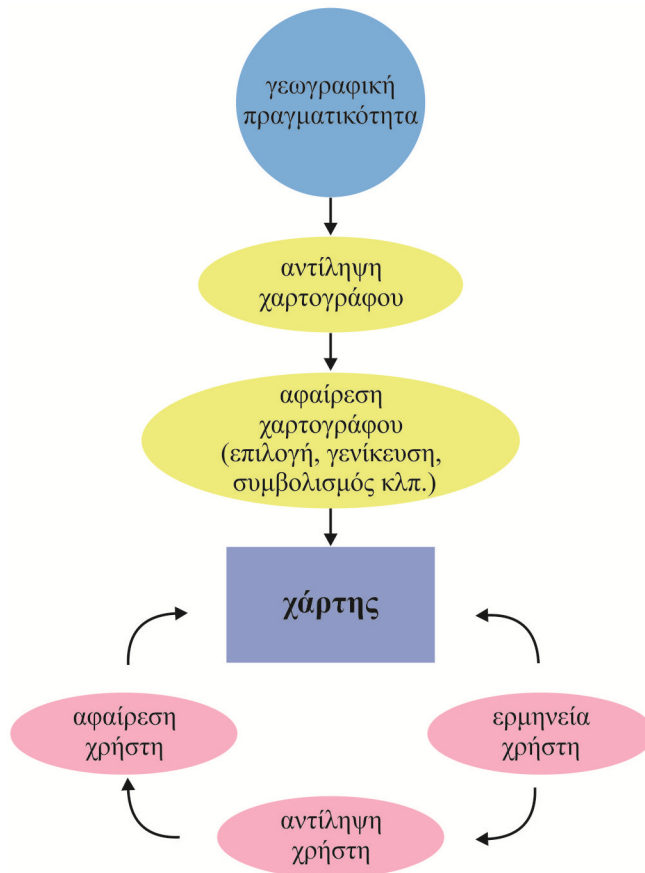 γεωγραφική
πραγματικότητα
αντίληψη
χαρτογράφου
αφαίρεση
χαρτογράφου
(επιλογή, γενίκευση,
συμβολισμός κλπ.)
χάρτης
αφαίρεση
χρήστη
ερμηνεία
χρήστη
αντίληψη
χρήστη